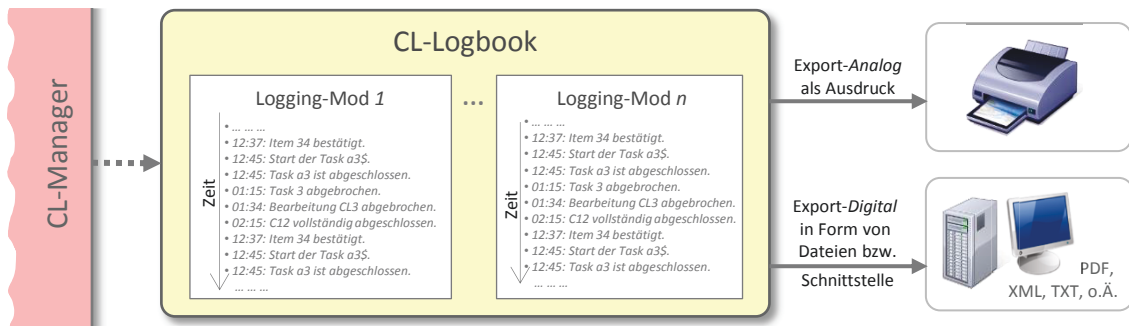 CL-Manager
CL-Logbook
Logging-Mod 1
Zeit
• ... ... ...
• 12:37: Item 34 bestätigt.
• 12:45: Start der Task a3$.
• 12:45: Task a3 ist abgeschlossen.
• 01:15: Task 3 abgebrochen.
• 01:34: Bearbeitung CL3 abgebrochen.
• 02:15: C12 vollständig abgeschlossen.
• 12:37: Item 34 bestätigt.
• 12:45: Start der Task a3$.
• 12:45: Task a3 ist abgeschlossen.
... ... ...
...
Logging-Mod n
Zeit
• ... ... ...
• 12:37: Item 34 bestätigt.
• 12:45: Start der Task a3$.
• 12:45: Task a3 ist abgeschlossen.
• 01:15: Task 3 abgebrochen.
• 01:34: Bearbeitung CL3 abgebrochen.
• 02:15: C12 vollständig abgeschlossen.
• 12:37: Item 34 bestätigt.
• 12:45: Start der Task a3$.
• 12:45: Task a3 ist abgeschlossen.
... ... ...
Export-Analog
als Ausdruck
Export-Digital
in Form von
Dateien bzw.
Schnittstelle
PDF,
XML, TXT, o.Ä.